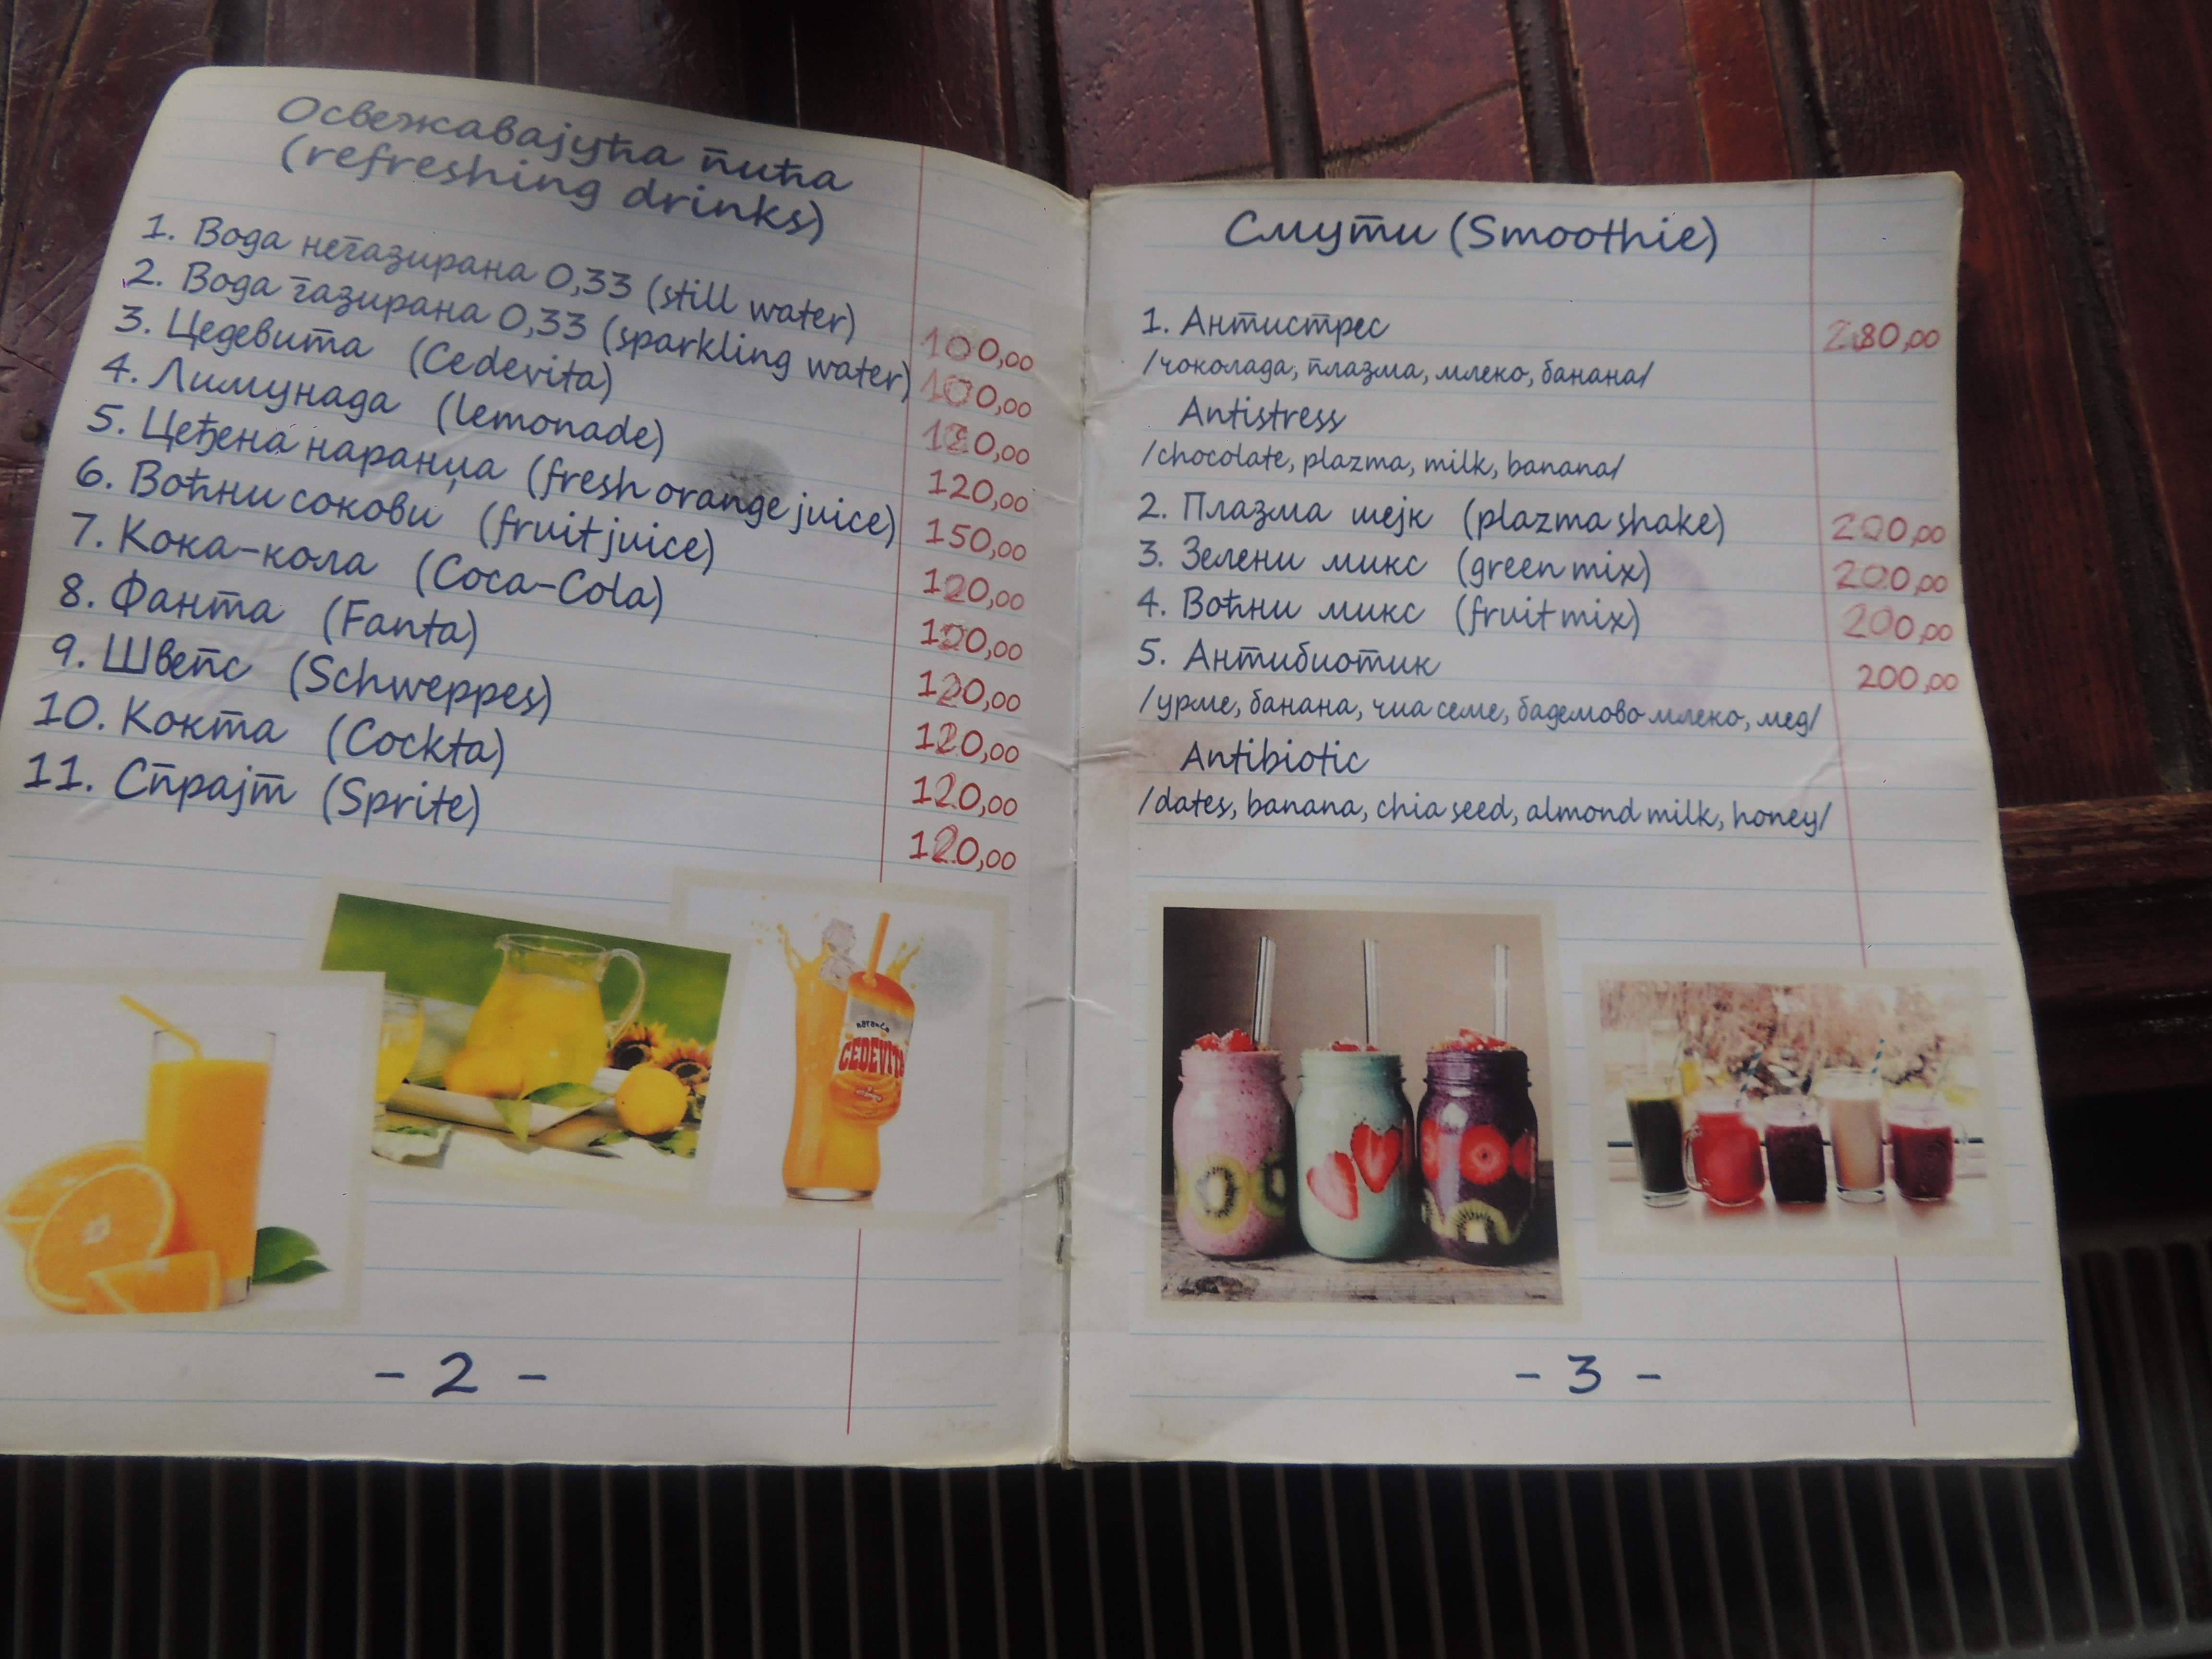 Освежавајућа пића
(refreshing drinks)
1. Вода негазирана 0,33 (still water) 100,00
2. Вода газирана 0,33 (sparkling water) 100,00
3. Цедевита (Cedevita)
4. Лимунада (lemonade) 120,00
5. Цеђена наранџа (fresh orange juice) 150,00
6. Воћни сокови (fruit juice) 120,00
7. Кока-кола (Coca-Cola) 120,00
8. Фанта (Fanta) 120,00
9. Швепс (Schweppes) 120,00
10. Кокта (Cockta) 120,00
11. Спрајт (Sprite) 120,00
naranča
CEDEVITA
- 2 -
Смути (Smoothie)
1. Антистрес 280,00
/чоколада, плазма, млеко, банана/
Antistress
/chocolate, plazma, milk, banana/
2. Плазма шејк (plazma shake) 200,00
3. Зелени микс (green mix) 200,00
4. Воћни микс (fruit mix) 200,00
5. Антибиотик 200,00
/урме, банана, чиа семе, бадемово млеко, мед/
Antibiotic
/dates, banana, chia seed, almond milk, honey/
- 3 -